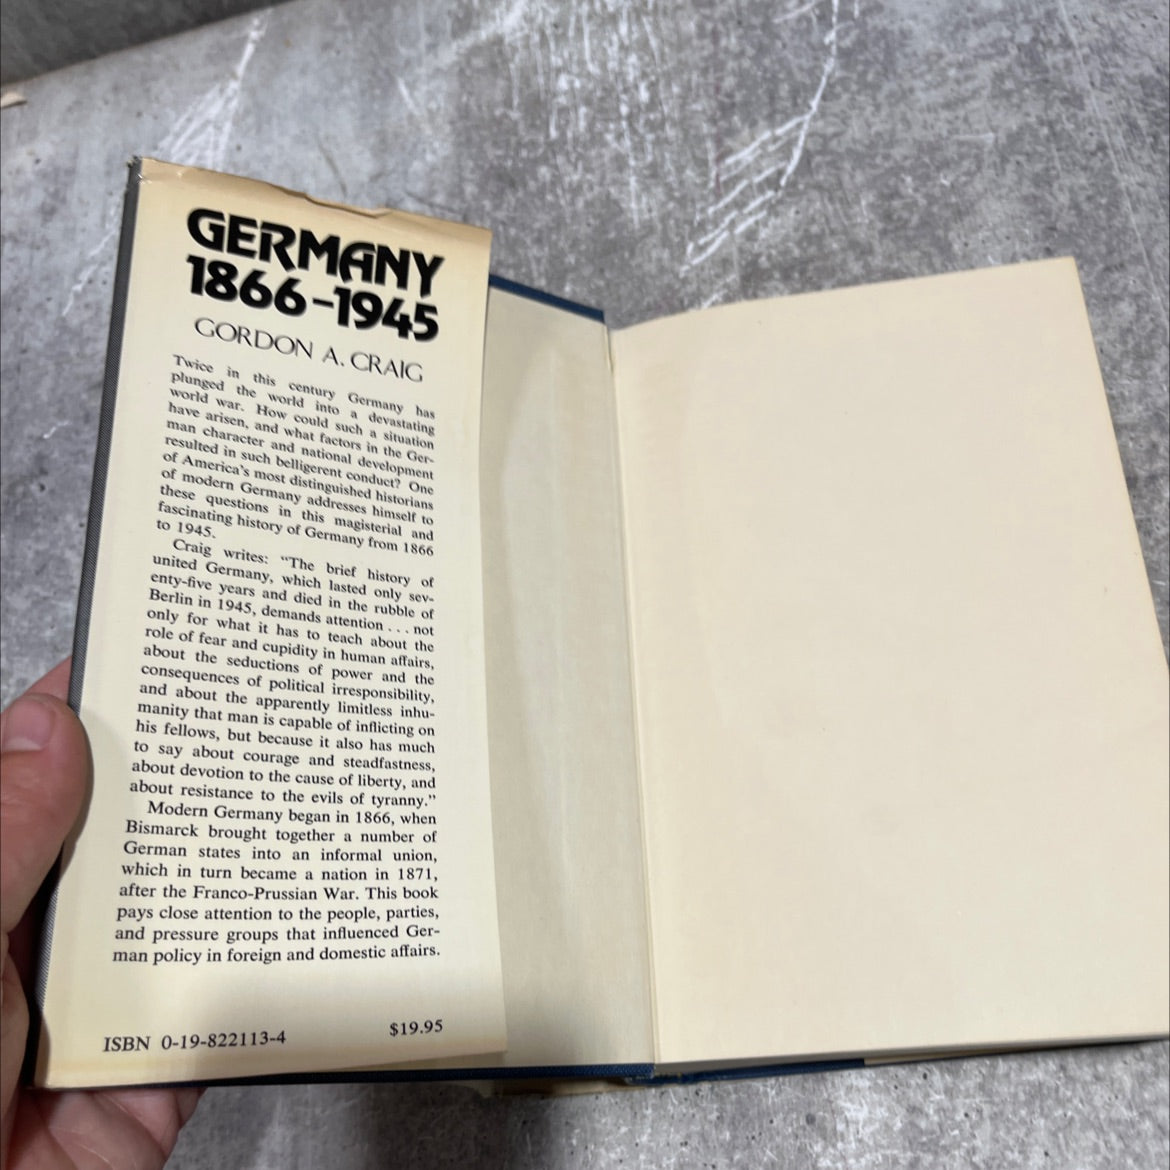 GERMANY
1866-1945
GORDON A. CRAIG
Twice in this century Germany has
plunged the world into a devastating
world war. How could such a situation
have arisen, and what factors in the Ger-
man character and national development
resulted in such belligerent conduct? One
of America's most distinguished historians
of modern Germany addresses himself to
these questions in this magisterial and
fascinating history of Germany from 1866
to 1945.
Craig writes: “The brief history of
united Germany, which lasted only sev-
enty-five years and died in the rubble of
Berlin in 1945, demands attention . . . not
only for what it has to teach about the
role of fear and cupidity in human affairs,
about the seductions of power and the
consequences of political irresponsibility,
and about the apparently limitless inhu-
manity that man is capable of inflicting on
his fellows, but because it also has much
to say about courage and steadfastness,
about devotion to the cause of liberty, and
about resistance to the evils of tyranny.”
Modern Germany began in 1866, when
Bismarck brought together a number of
German states into an informal union,
which in turn became a nation in 1871,
after the Franco-Prussian War. This book
pays close attention to the people, parties,
and pressure groups that influenced Ger-
man policy in foreign and domestic affairs.
ISBN 0-19-822113-4 $19.95